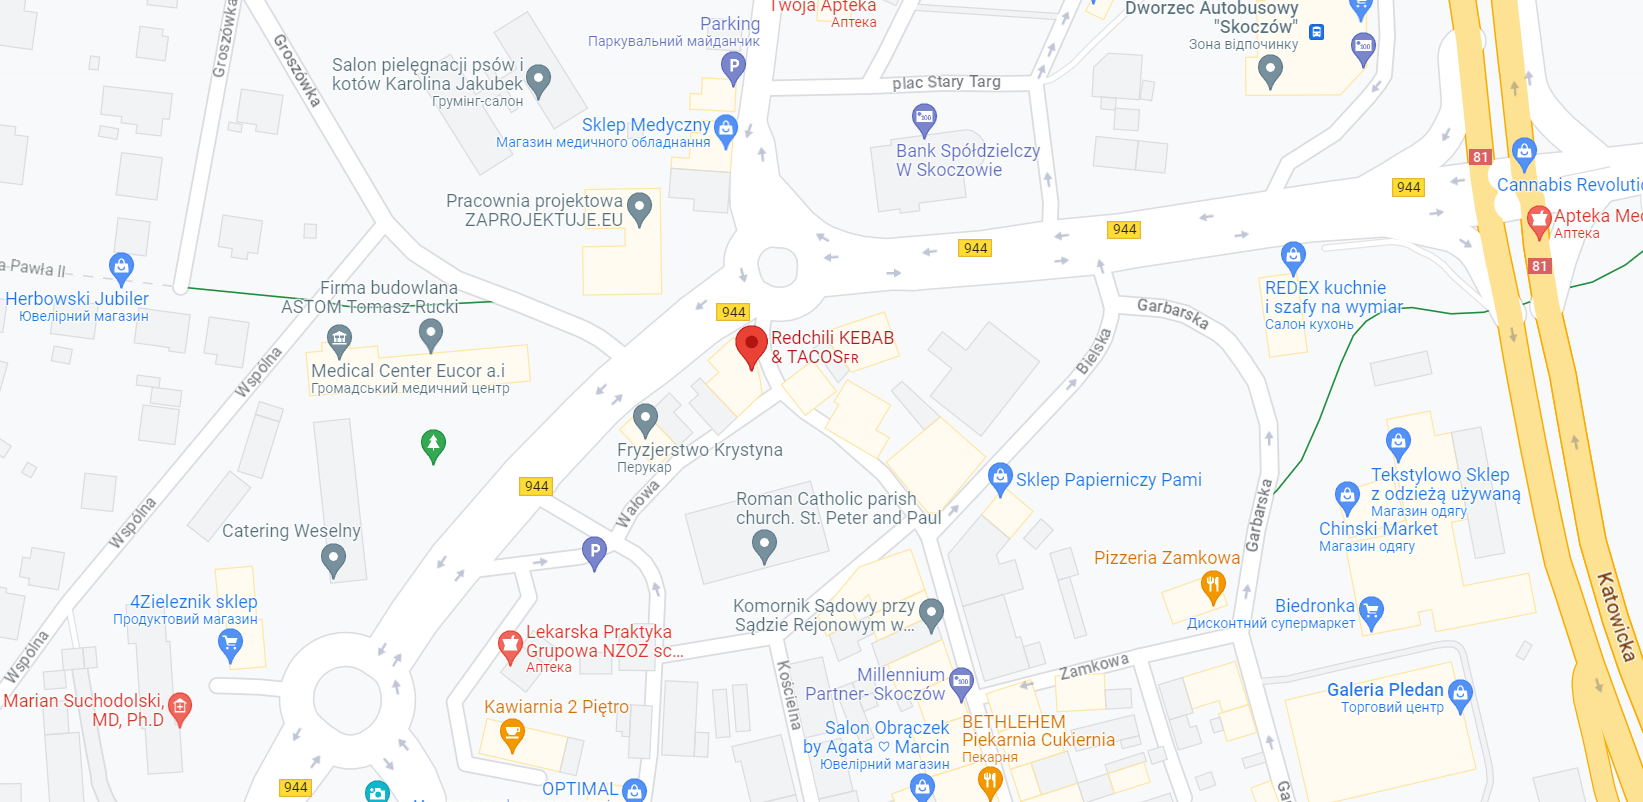 Twoja Apteka
Аптека
Parking
Паркувальний майданчик
Dworzec Autobusowy
"Skoczów"
Зона відпочинку
Groszówka
Groszówka
Salon pielęgnacji psów i
kotów Karolina Jakubek
Грумінг-салон
plac Stary Targ
Sklep Medyczny
Магазин медичного обладнання
Bank Spółdzielczy
W Skoczowie
81
944
Cannabis Revolutio
Pracownia projektowa
ZAPROJEKTUJE.EU
Apteka Med
Аптека
944
944
a Pawła II
81
Herbowski Jubiler
Ювелірний магазин
Firma budowlana
ASTOM Tomasz Rucki
REDEX kuchnie
i szafy na wymiar
Салон кухонь
944
Garbarska
Redchili KEBAB
& TACOSFR
Bielska
Wspólna
Medical Center Eucor a.i
Громадський медичний центр
Fryzjerstwo Krystyna
Перукар
944
Sklep Papierniczy Pami
Tekstylowo Sklep
z odzieżą używaną
Магазин одягу
Wałowa
Roman Catholic parish
church. St. Peter and Paul
Garbarska
Chinski Market
Магазин одягу
Wspólna
Catering Weselny
P
Pizzeria Zamkowa
4Zieleznik sklep
Продуктовий магазин
Komornik Sądowy przy
Sądzie Rejonowym w...
Biedronka
Дисконтний супермаркет
Katowicka
Wspólna
Lekarska Praktyka
Grupowa NZOZ sc...
Аптека
Zamkowa
Millennium
Partner- Skoczów
Kościelna
Galeria Pledan
Торговий центр
Marian Suchodolski,
MD, Ph.D
Kawiarnia 2 Piętro
Salon Obrączek
by Agata ♡ Marcin
Ювелірний магазин
BETHLEHEM
Piekarnia Cukiernia
Пекарня
944
OPTIMAL
Ga